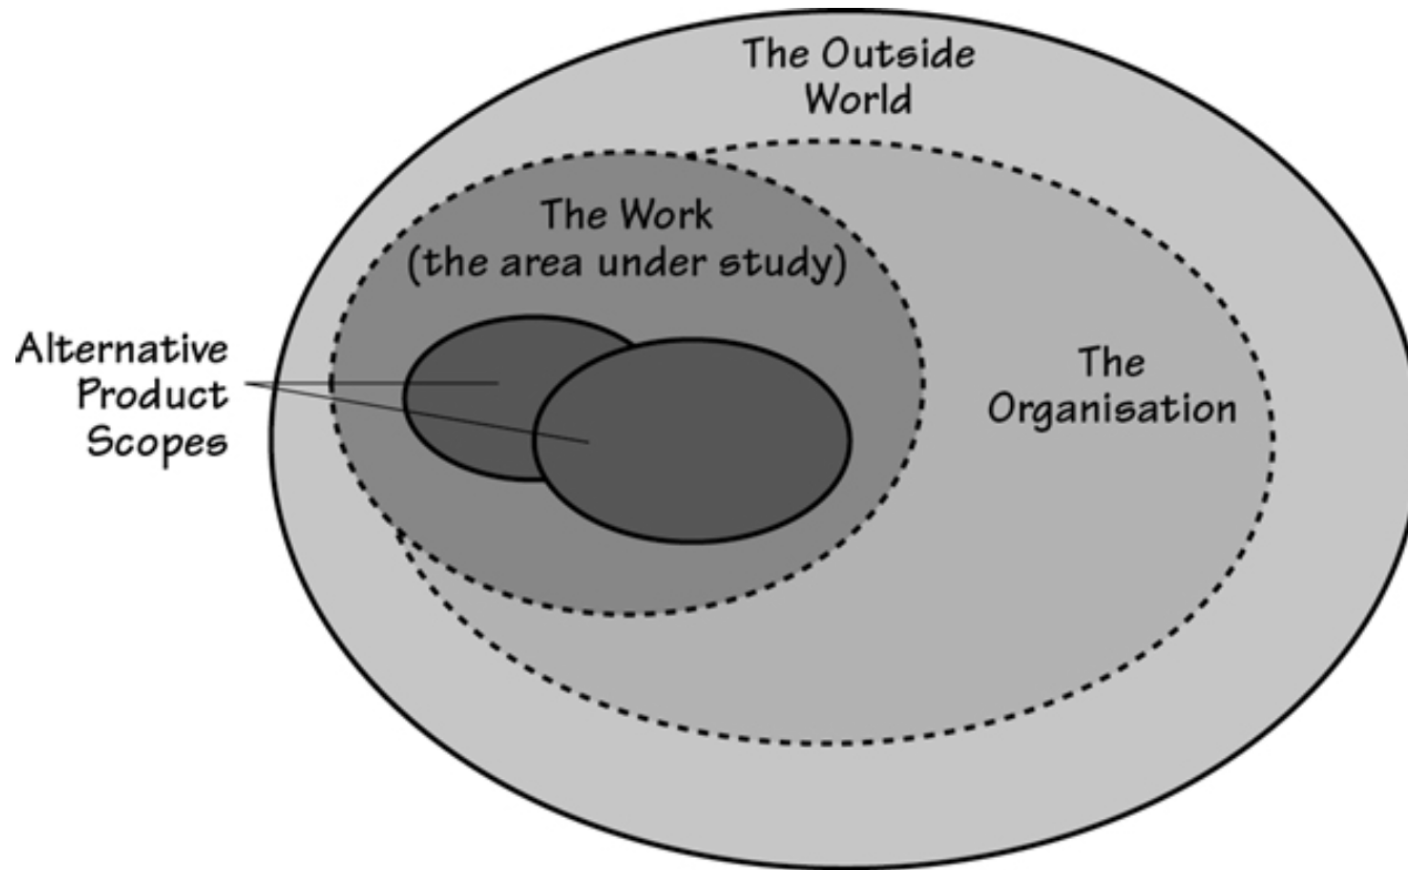 The Outside
World
The Work
(the area under study)
Alternative
Product
Scopes
The
Organisation